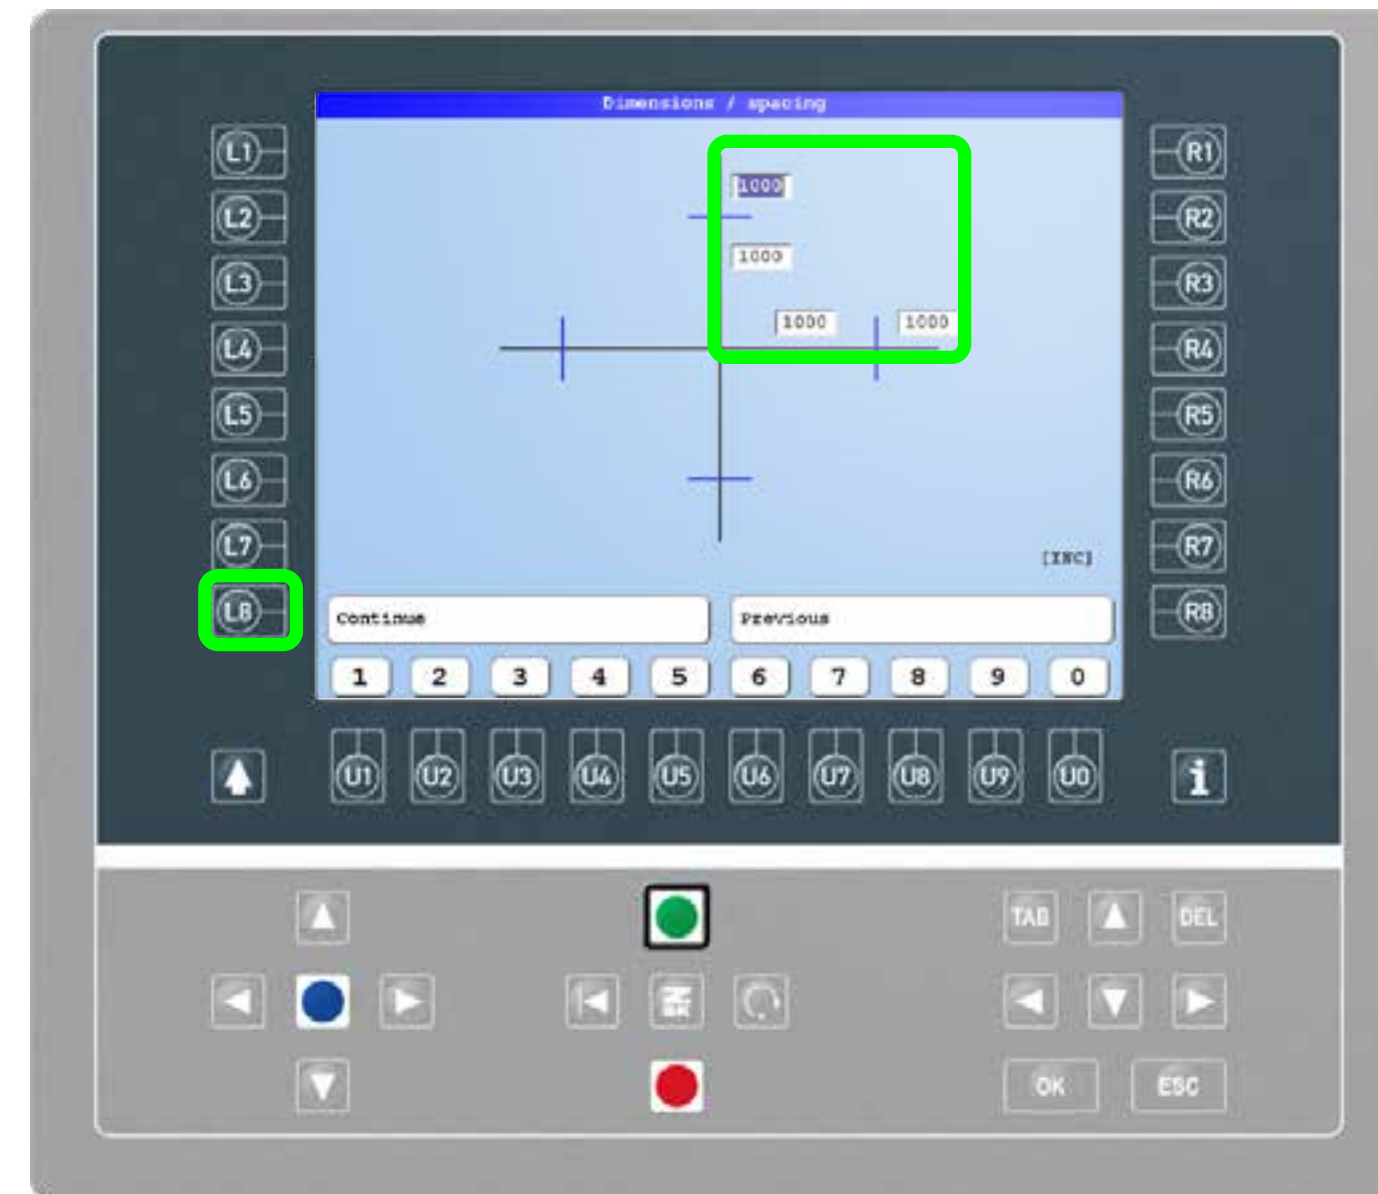 Dimensions / spacing
L1
R1
1000
L2
R2
1000
L3
R3
1000 1000
L4
R4
L5
R5
L6
R6
L7
[INC]
R7
L8
Continue Previous
R8
1 2 3 4 5 6 7 8 9 0
U1 U2 U3 U4 U5 U6 U7 U8 U9 U0
i
TAB DEL
OK ESC